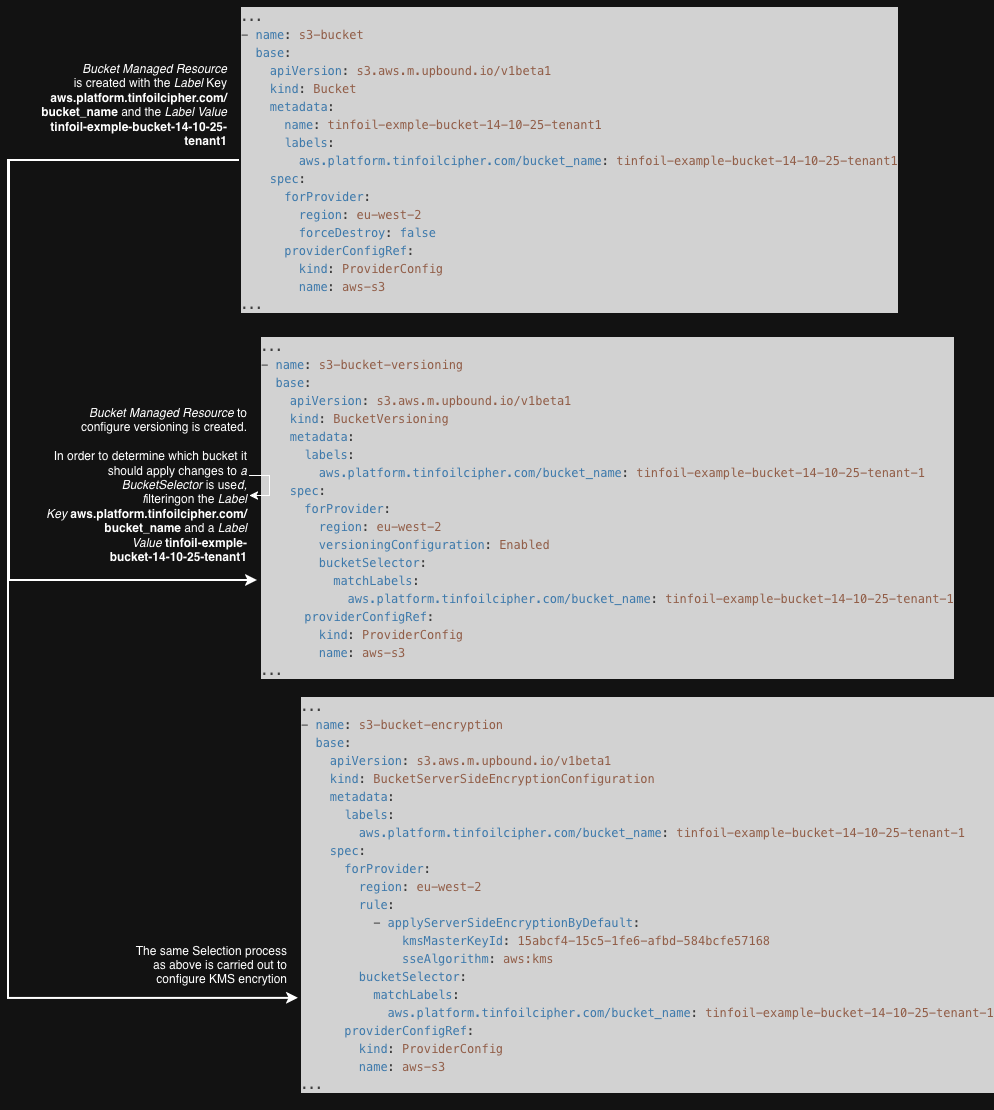 Bucket Managed Resource
is created with the Label Key
aws.platform.tinfoilcipher.com/
bucket_name and the Label Value
tinfoil-exmple-bucket-14-10-25-
tenant1
...
– name: s3-bucket
base:
apiVersion: s3.aws.m.upbound.io/v1beta1
kind: Bucket
metadata:
name: tinfoil-exmple-bucket-14-10-25-tenant1
labels:
aws.platform.tinfoilcipher.com/bucket_name: tinfoil-example-bucket-14-10-25-tenant1
spec:
forProvider:
region: eu-west-2
forceDestroy: false
providerConfigRef:
kind: ProviderConfig
name: aws-s3
...
Bucket Managed Resource to
configure versioning is created.
In order to determine which bucket it
should apply changes to a
BucketSelector is used,
filteringon the Label
Key aws.platform.tinfoilcipher.com/
bucket_name and a Label
Value tinfoil-exmple-
bucket-14-10-25-tenant1
...
– name: s3-bucket-versioning
base:
apiVersion: s3.aws.m.upbound.io/v1beta1
kind: BucketVersioning
metadata:
labels:
aws.platform.tinfoilcipher.com/bucket_name: tinfoil-example-bucket-14-10-25-tenant-1
spec:
forProvider:
region: eu-west-2
versioningConfiguration: Enabled
bucketSelector:
matchLabels:
aws.platform.tinfoilcipher.com/bucket_name: tinfoil-example-bucket-14-10-25-tenant-1
providerConfigRef:
kind: ProviderConfig
name: aws-s3
...
The same Selection process
as above is carried out to
configure KMS encrytion
...
– name: s3-bucket-encryption
base:
apiVersion: s3.aws.m.upbound.io/v1beta1
kind: BucketServerSideEncryptionConfiguration
metadata:
labels:
aws.platform.tinfoilcipher.com/bucket_name: tinfoil-example-bucket-14-10-25-tenant-1
spec:
forProvider:
region: eu-west-2
rule:
– applyServerSideEncryptionByDefault:
kmsMasterKeyId: 15abcf4-15c5-1fe6-afbd-584bcfe57168
sseAlgorithm: aws:kms
bucketSelector:
matchLabels:
aws.platform.tinfoilcipher.com/bucket_name: tinfoil-example-bucket-14-10-25-tenant-1
providerConfigRef:
kind: ProviderConfig
name: aws-s3
...